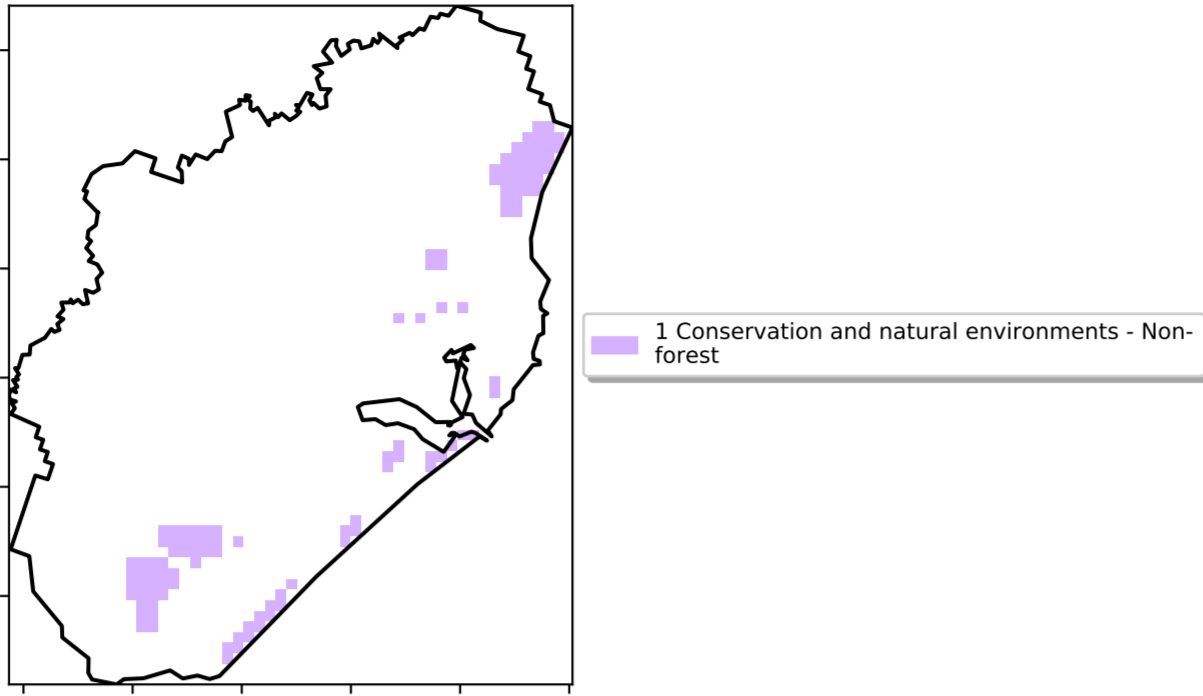 1 Conservation and natural environments - Non-
forest